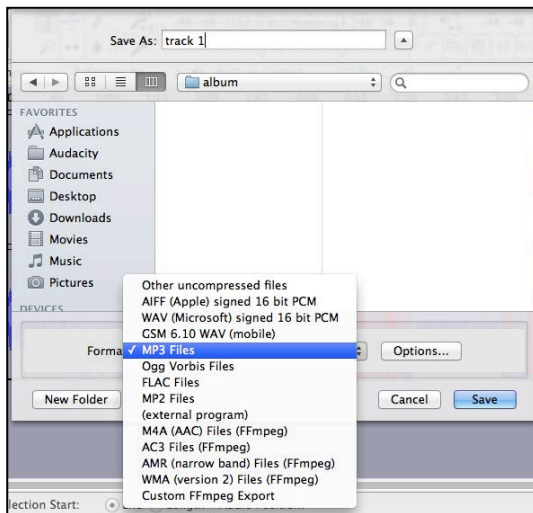 Save As: track 1
album
FAVORITES
Applications
Audacity
Documents
Desktop
Downloads
Movies
Music
Pictures
DEVICES
Other uncompressed files
AIFF (Apple) signed 16 bit PCM
WAV (Microsoft) signed 16 bit PCM
GSM 6.10 WAV (mobile)
Forma ✓ MP3 Files Options...
Ogg Vorbis Files
FLAC Files
New Folder MP2 Files Cancel Save
(external program)
M4A (AAC) Files (FFmpeg)
AC3 Files (FFmpeg)
AMR (narrow band) Files (FFmpeg)
WMA (version 2) Files (FFmpeg)
Custom FFmpeg Export
lection Start: